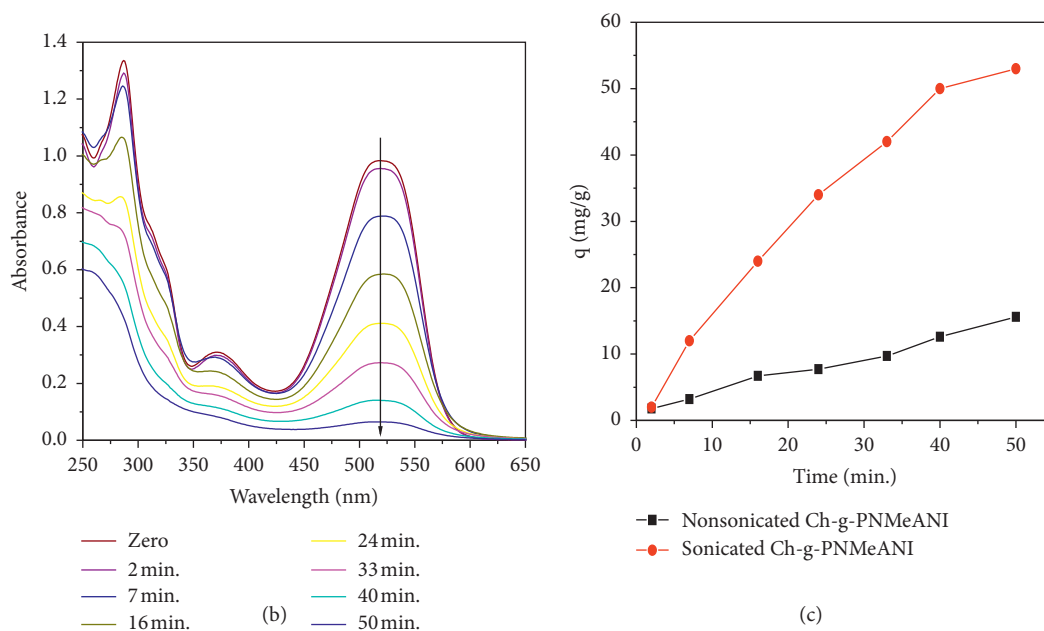 1.4
1.2
1.0
0.8
0.6
0.4
0.2
0.0
Absorbance
250 300 350 400 450 500 550 600 650
Wavelength (nm)
Zero
2 min.
7 min.
16 min.
24 min.
33 min.
40 min.
50 min.
(b)
60
50
40
30
20
10
0
q (mg/g)
0 10 20 30 40 50
Time (min.)
Nonsonicated Ch-g-PNMeANI
Sonicated Ch-g-PNMeANI
(c)